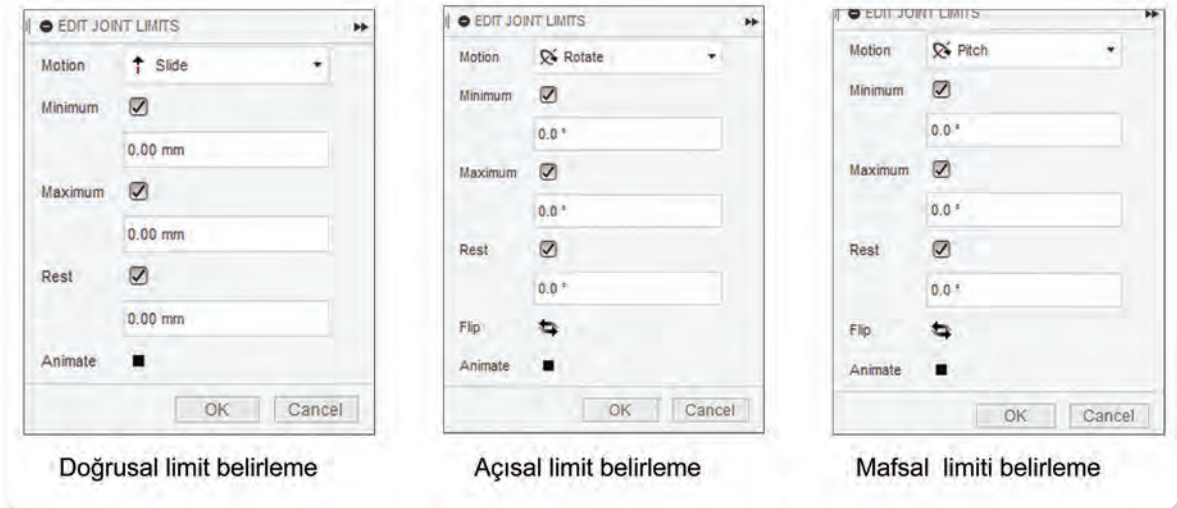 EDIT JOINT LIMITS
Motion Slide
Minimum
0.00 mm
Maximum
0.00 mm
Rest
0.00 mm
Animate
OK Cancel
Doğrusal limit belirleme
EDIT JOINT LIMITS
Motion Rotate
Minimum
0.0 °
Maximum
0.0 °
Rest
0.0 °
Flip
Animate
OK Cancel
Açısal limit belirleme
EDIT JOINT LIMITS
Motion Pitch
Minimum
0.0 °
Maximum
0.0 °
Rest
0.0 °
Flip
Animate
OK Cancel
Mafsal limiti belirleme